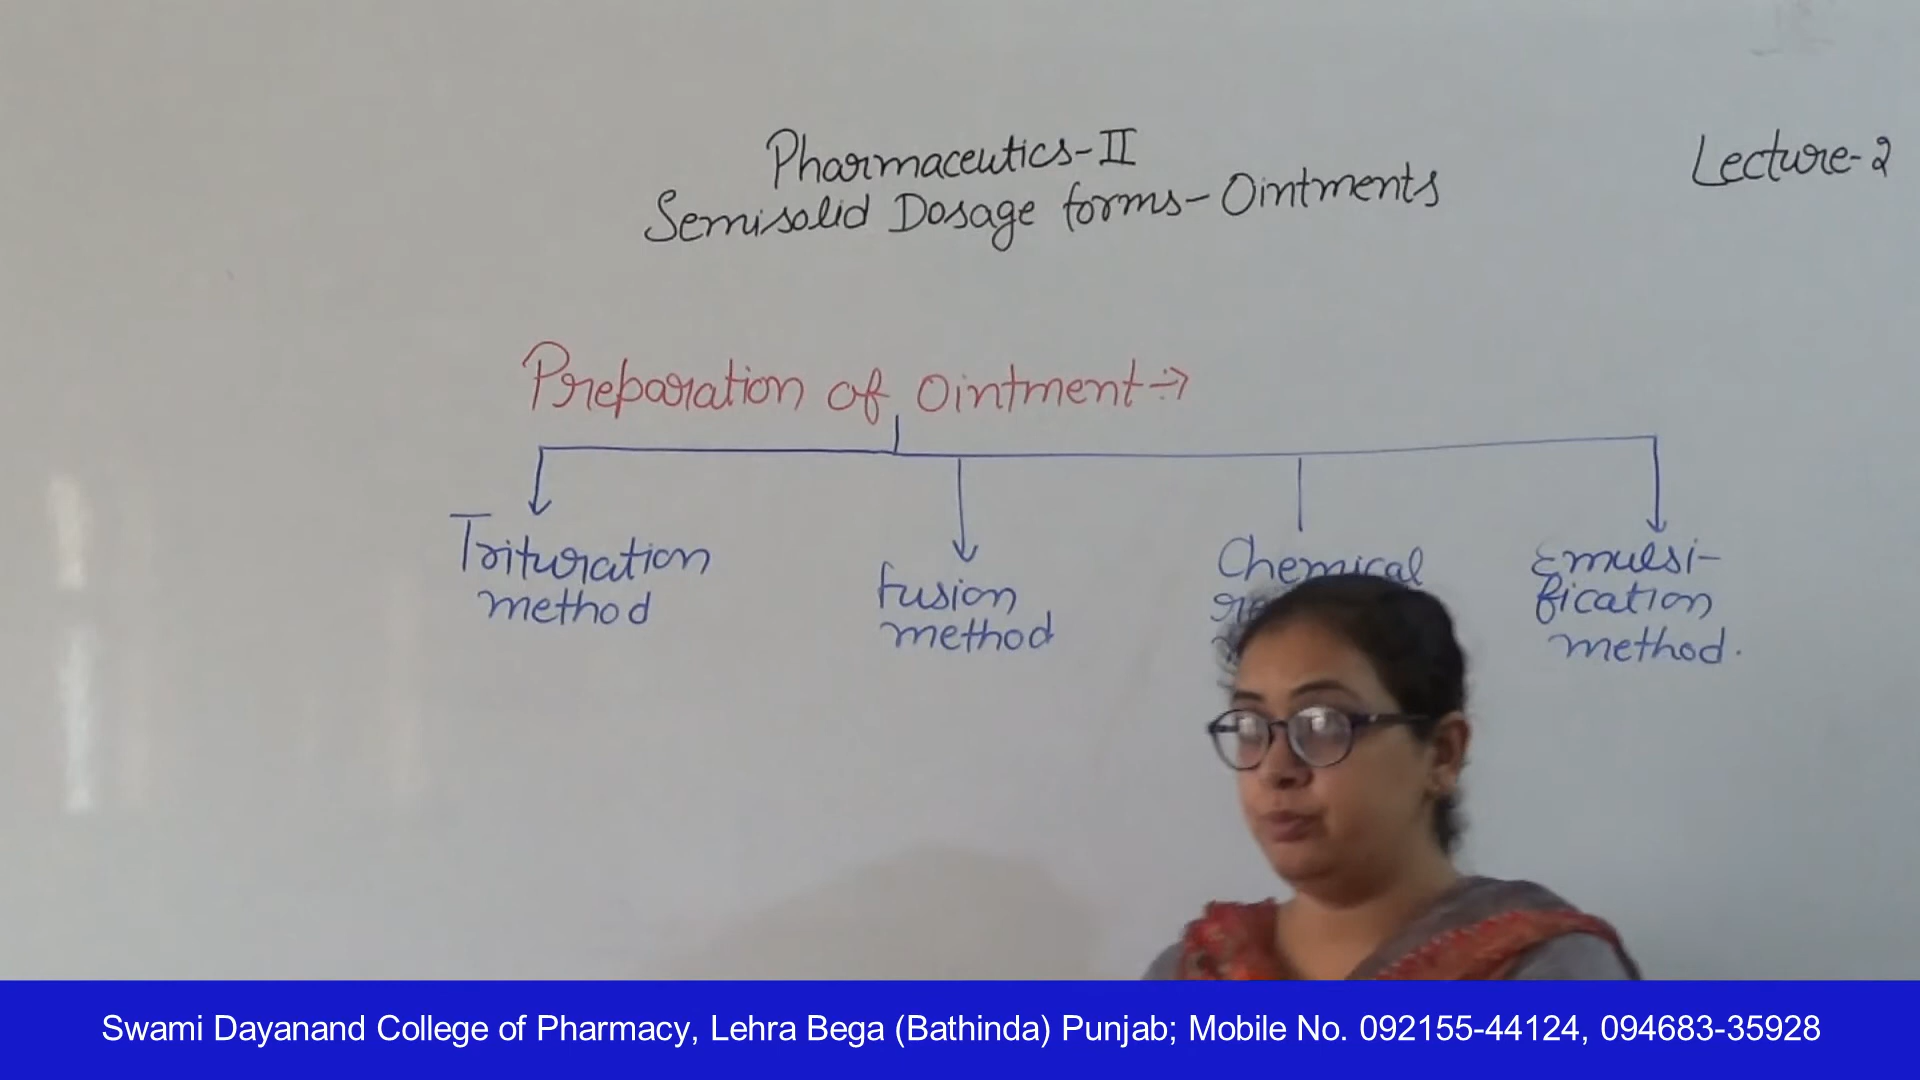 Pharmaceutics-II
Lecture-2
Semisolid Dosage forms-Ointments
Preparation of Ointment
Trituration
method
fusion
method
Chemical
Emulsi-
fication
method.
Swami Dayanand College of Pharmacy, Lehra Bega (Bathinda) Punjab; Mobile No. 092155-44124, 094683-35928